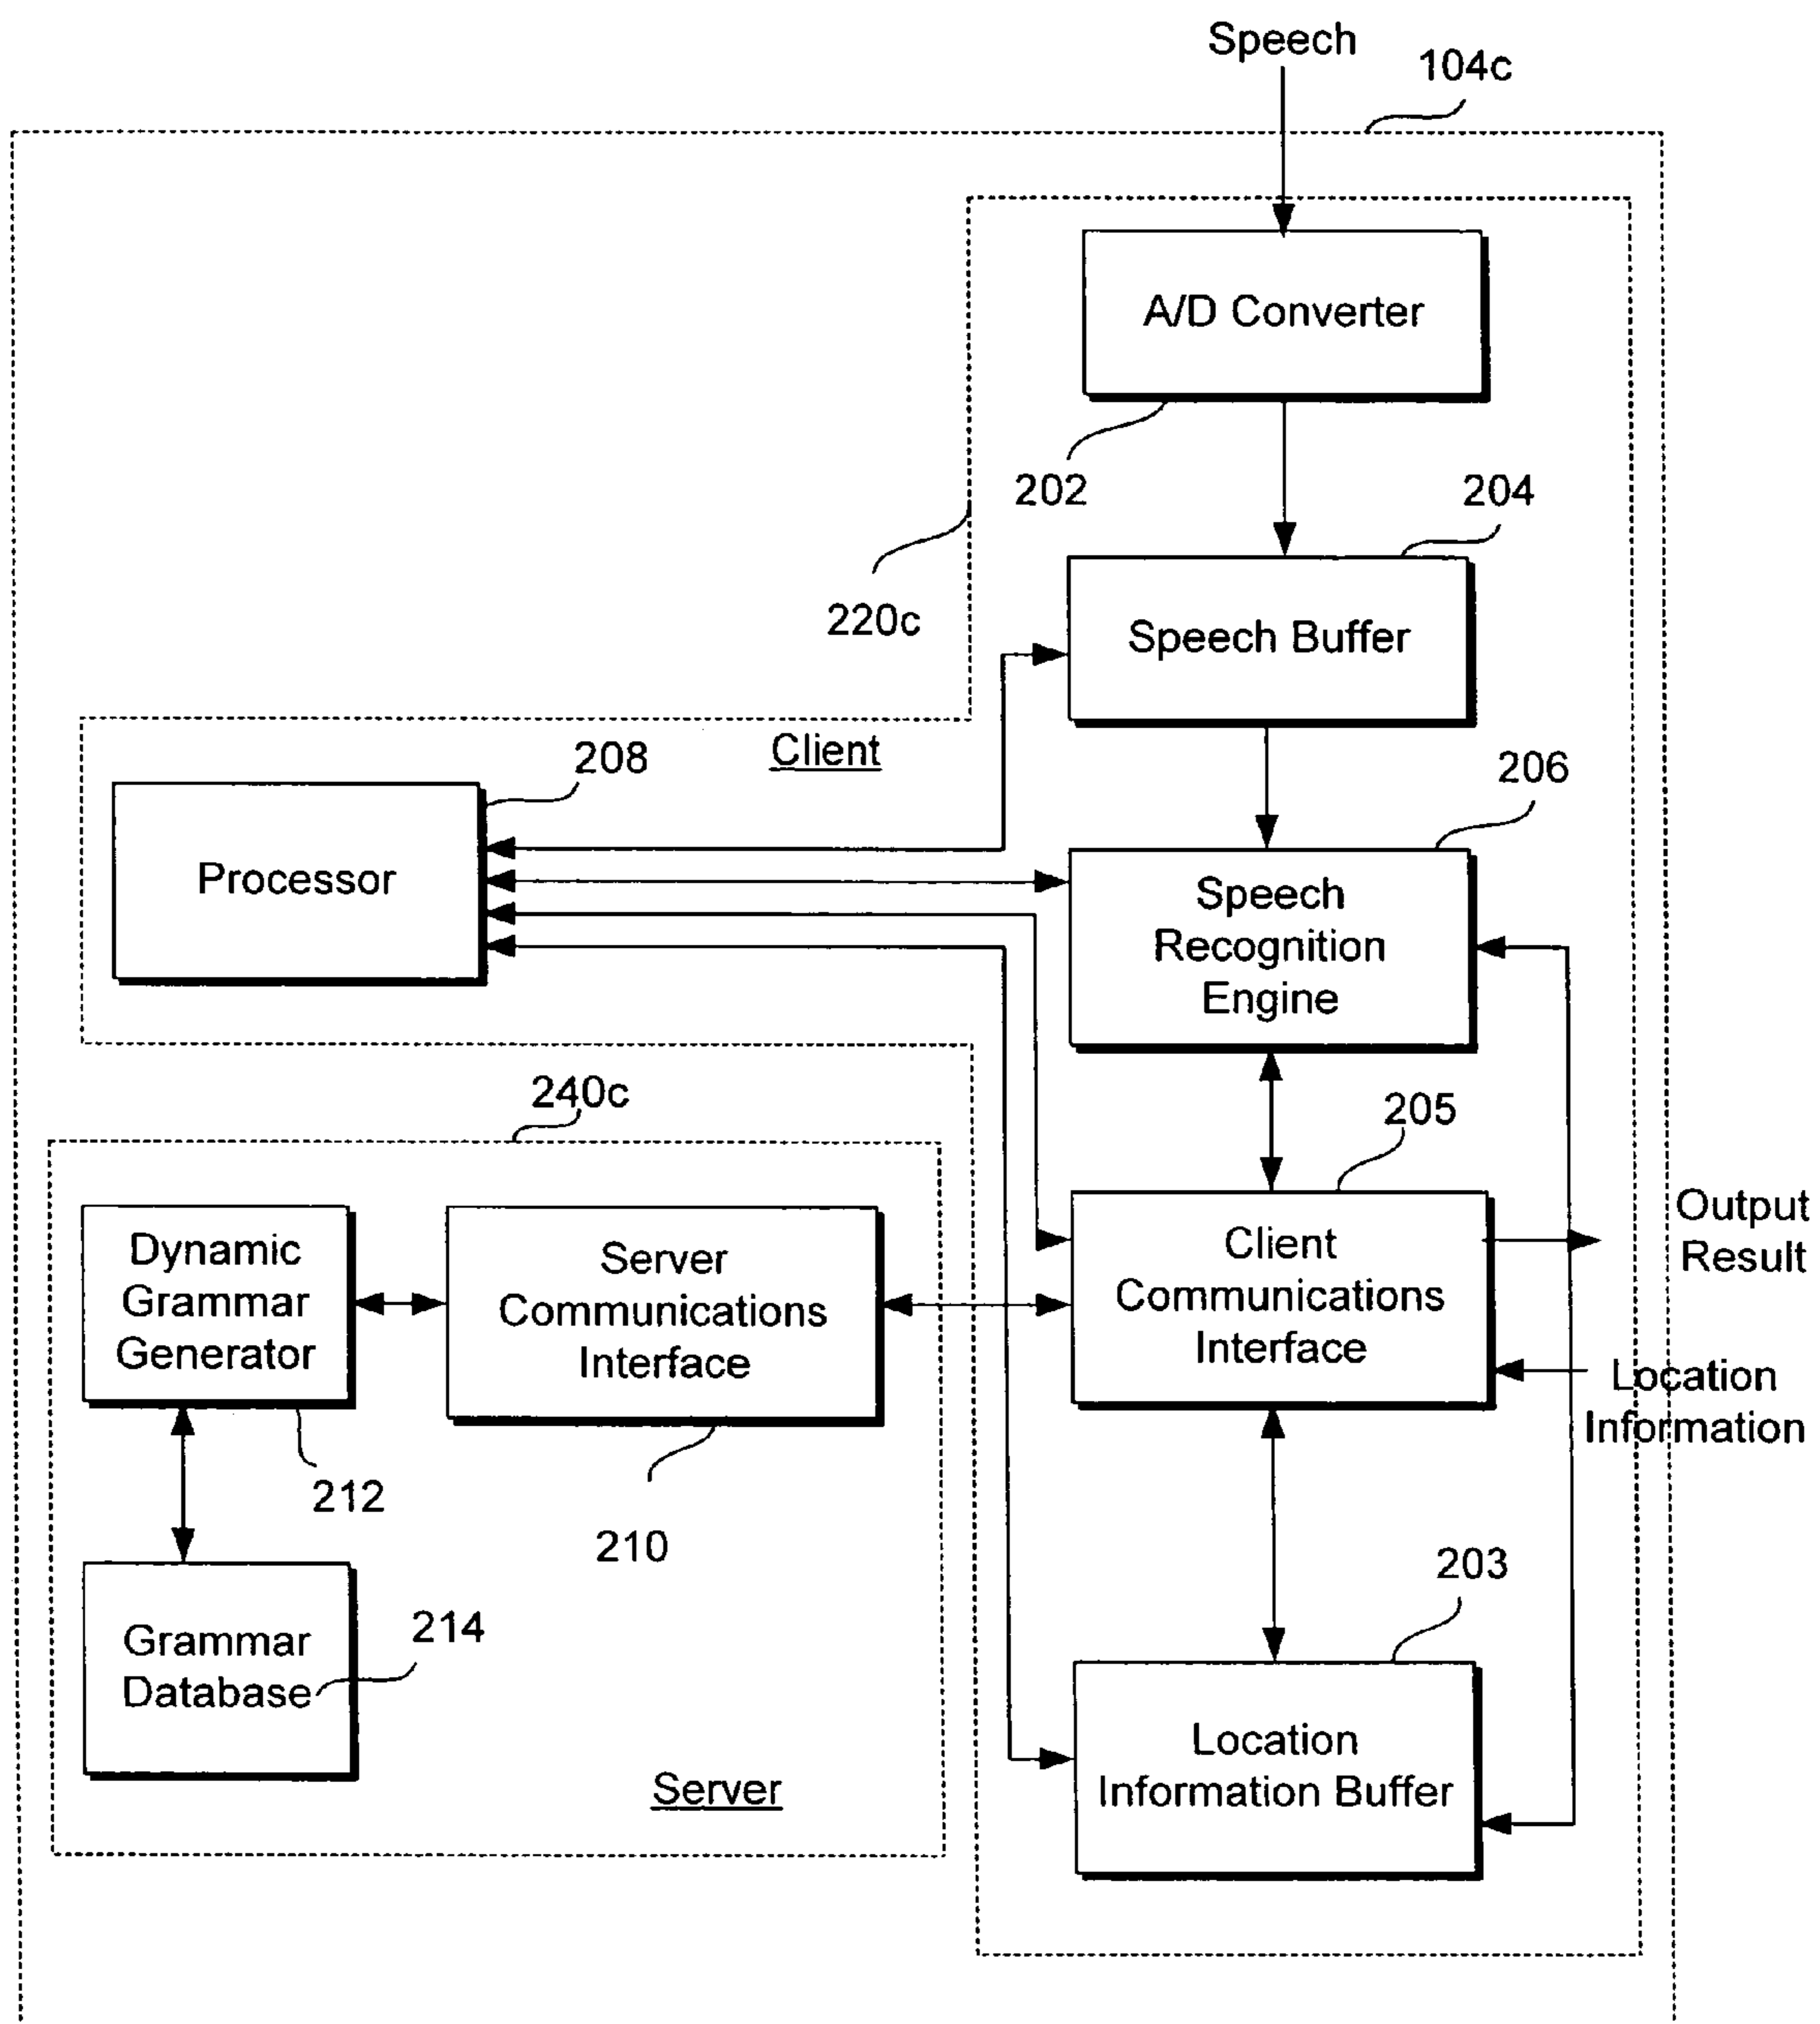 Speech
104c
A/D Converter
202
204
220c
Speech Buffer
Client
208
206
Processor
Speech
Recognition
Engine
240c
205
Output
Result
Dynamic
Grammar
Generator
Server
Communications
Interface
Client
Communications
Interface
Location
Information
212
210
203
Grammar
Database
214
Location
Information Buffer
Server